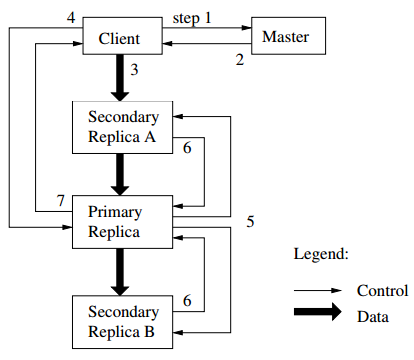 4
step 1
Client
Master
2
3
Secondary
Replica A
6
7
Primary
Replica
5
Legend:
6
Secondary
Replica B
Control
Data